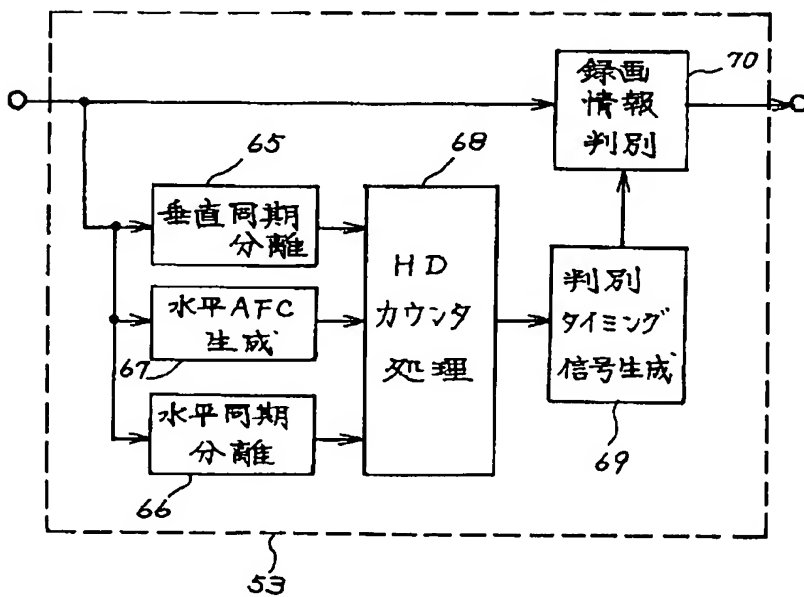 録画
情報
判別
70
65
垂直同期
分離
68
HD
カウンタ
処理
水平AFC
生成
67
判別
タイミング
信号生成
69
水平同期
分離
66
53